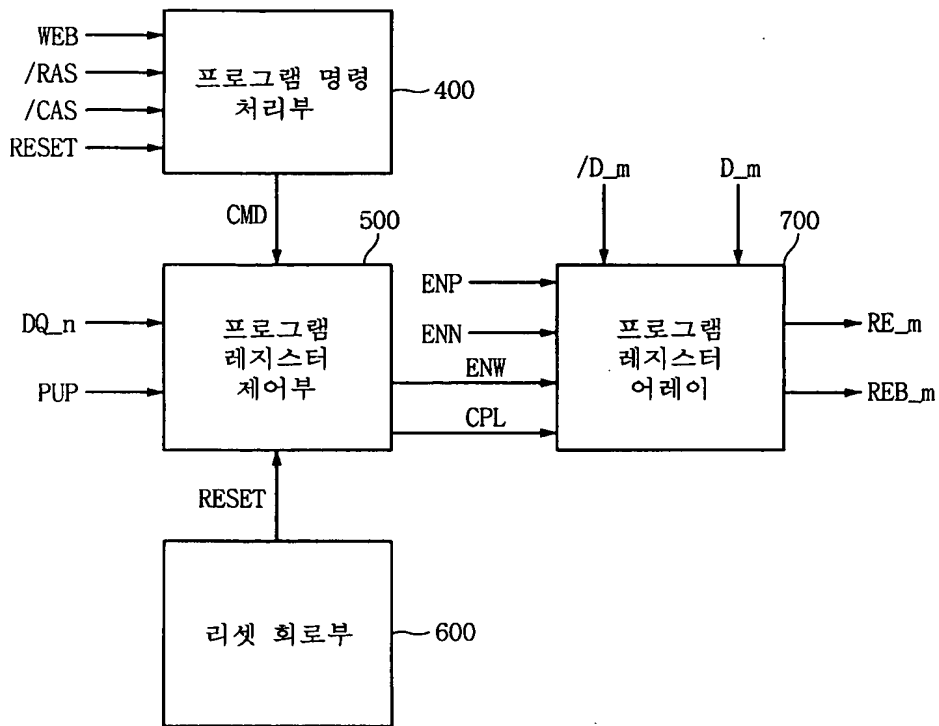 WEB
/RAS
/CAS
RESET
프로그램 명령
처리부
400
CMD
/D_m
D_m
500
700
DQ_n
PUP
프로그램
레지스터
제어부
ENP
ENN
ENW
CPL
프로그램
레지스터
어레이
RE_m
REB_m
RESET
리셋 회로부
600